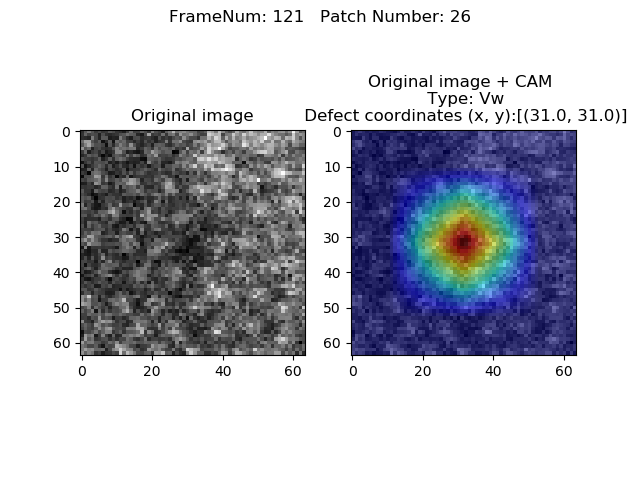 FrameNum: 121   Patch Number: 26
Original image
Original image + CAM
Type: Vw
Defect coordinates (x, y):[(31.0, 31.0)]
0
10
20
30
40
50
60
0 20 40 60
0
10
20
30
40
50
60
0 20 40 60